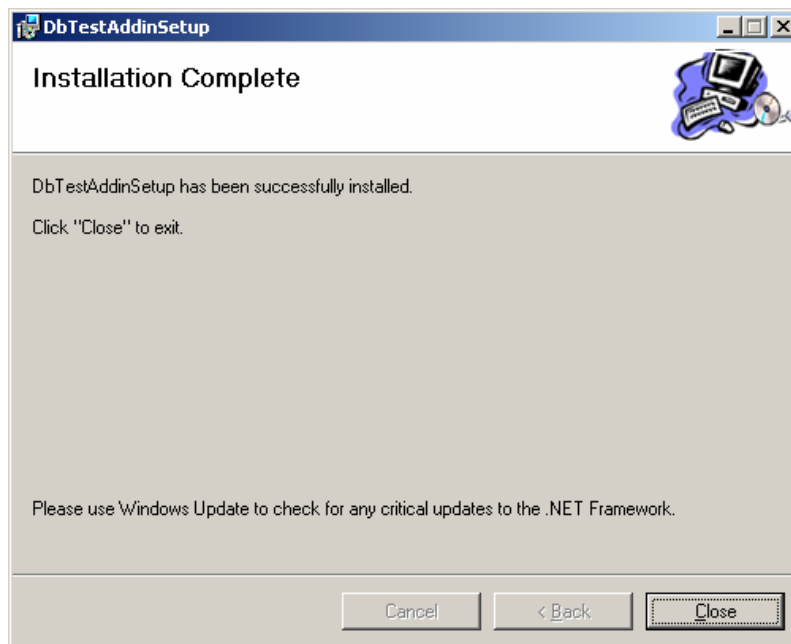 DbTestAddinSetup
Installation Complete
DbTestAddinSetup has been successfully installed.
Click "Close" to exit.
Please use Windows Update to check for any critical updates to the .NET Framework.
Cancel
< Back
Close